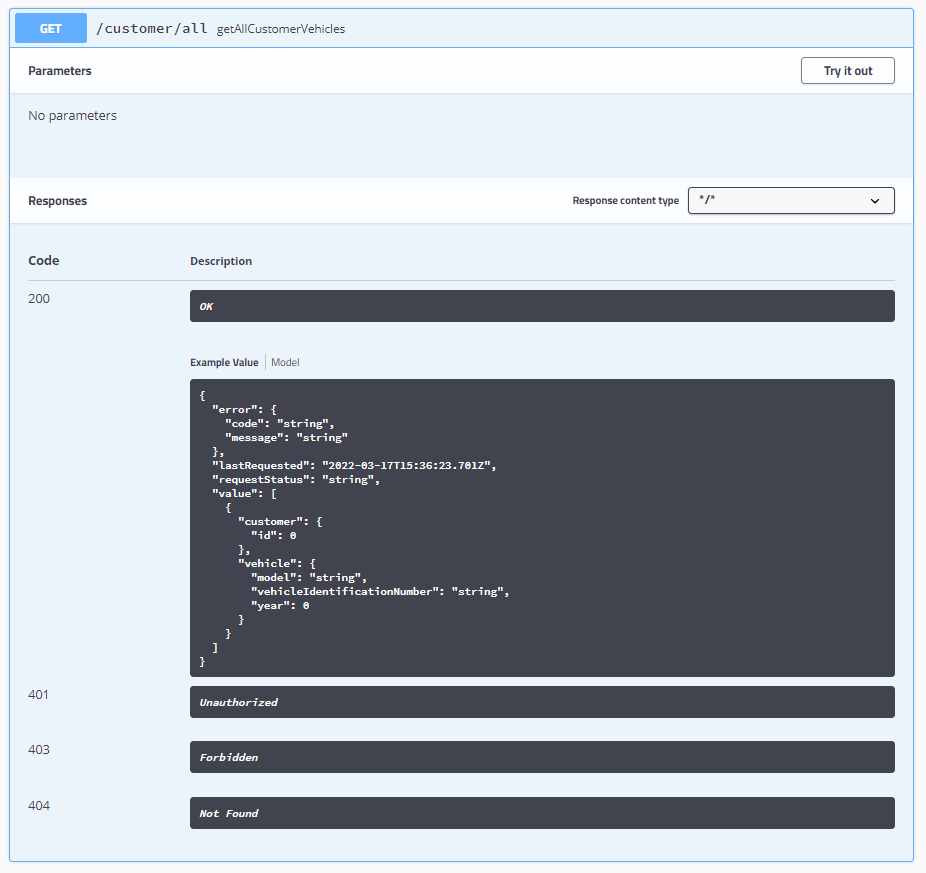 GET /customer/all getAllCustomerVehicles
Parameters
Try it out
No parameters
Responses
Response content type */*
Code Description
200 OK
Example Value Model
{
  "error": {
    "code": "string",
    "message": "string"
  },
  "lastRequested": "2022-03-17T15:36:23.701Z",
  "requestStatus": "string",
  "value": [
    {
      "customer": {
        "id": 0
      },
      "vehicle": {
        "model": "string",
        "vehicleIdentificationNumber": "string",
        "year": 0
      }
    }
  ]
}
401 Unauthorized
403 Forbidden
404 Not Found